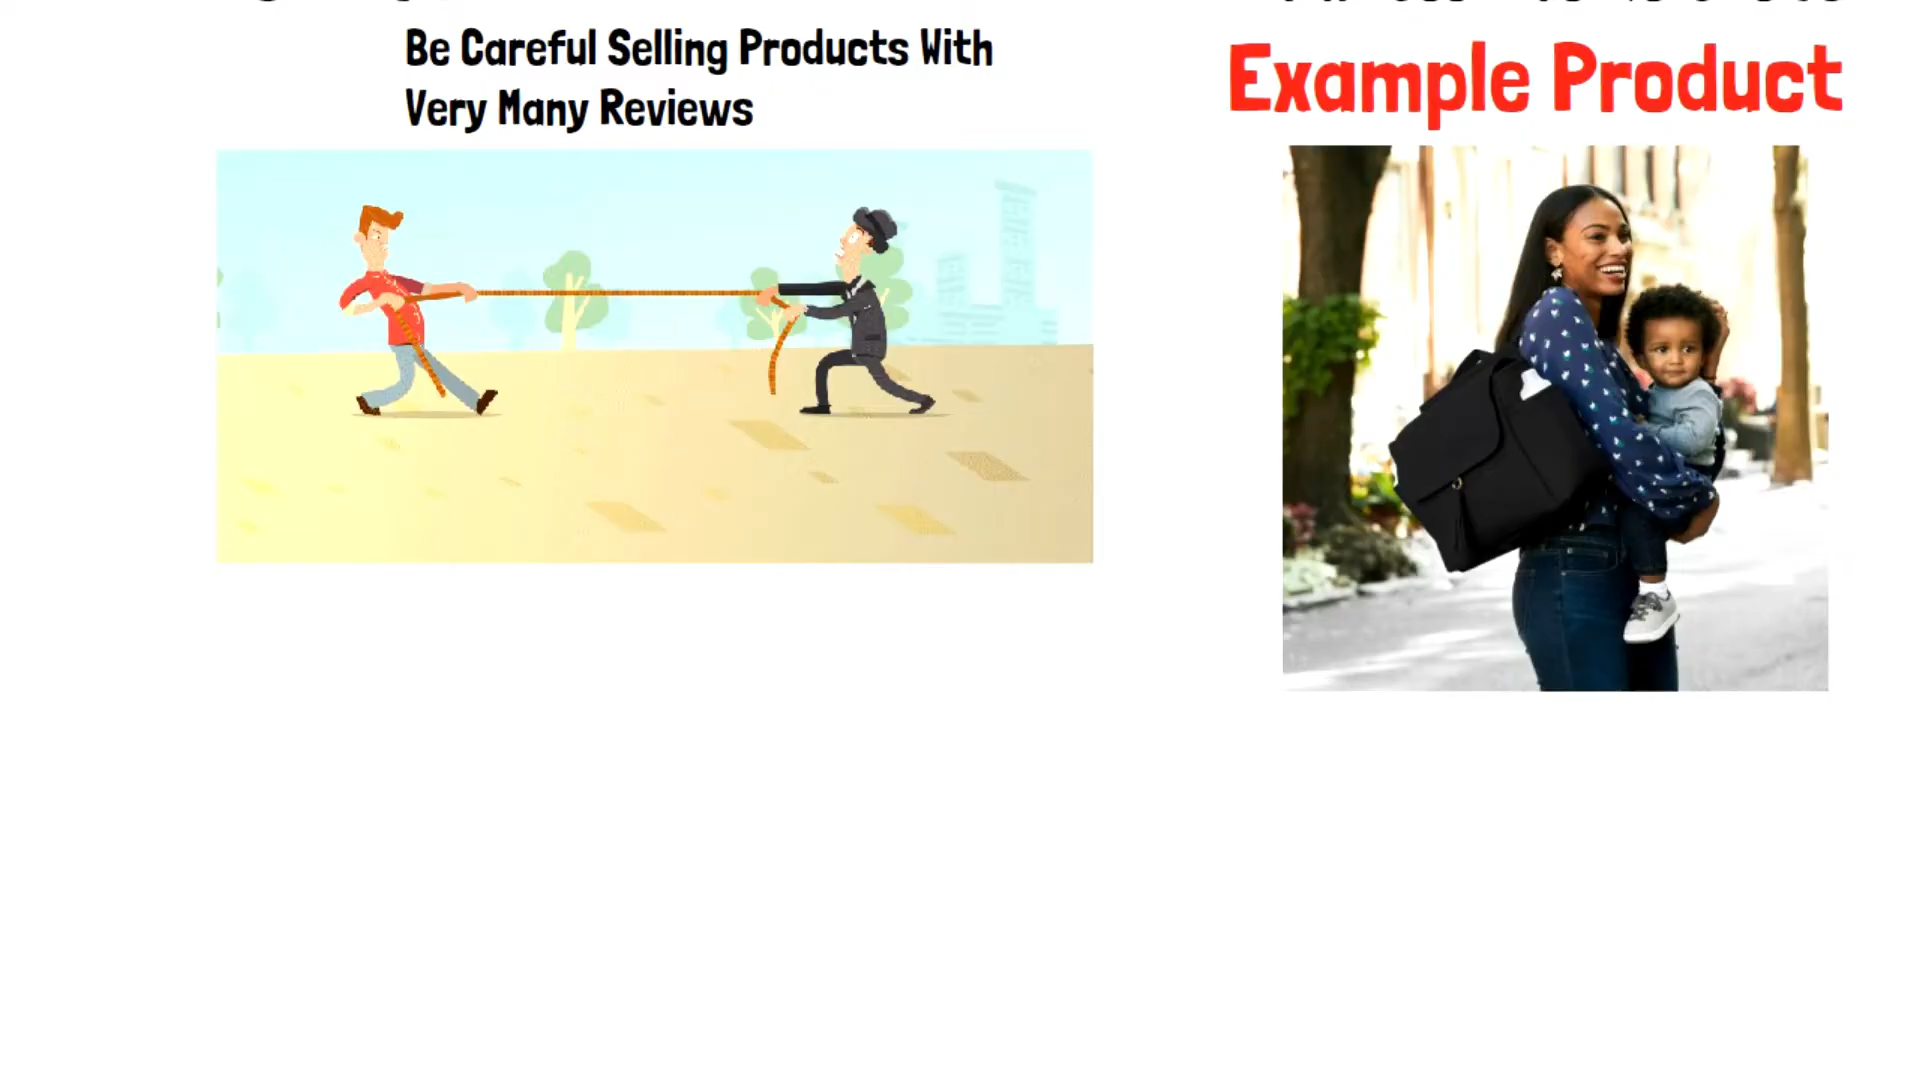 Be Careful Selling Products With
Very Many Reviews
Example Product